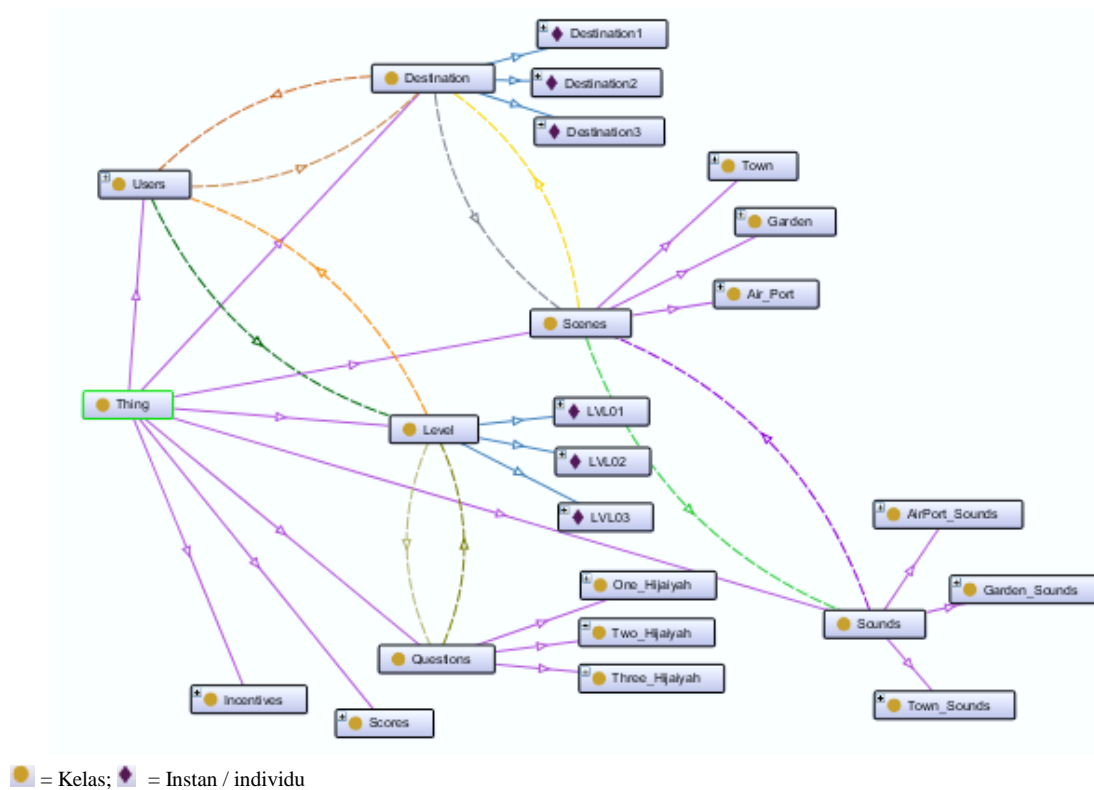 Destination1
Destination
Destination2
Destination3
Town
Users
Garden
Air_Port
Scenes
Thing
LVL01
Level
LVL02
LVL03
AirPort_Sounds
One_Hijaiyah
Garden_Sounds
Two_Hijaiyah
Sounds
Questions
Three_Hijaiyah
Incentives
Town_Sounds
Scores
= Kelas; = Instan / individu